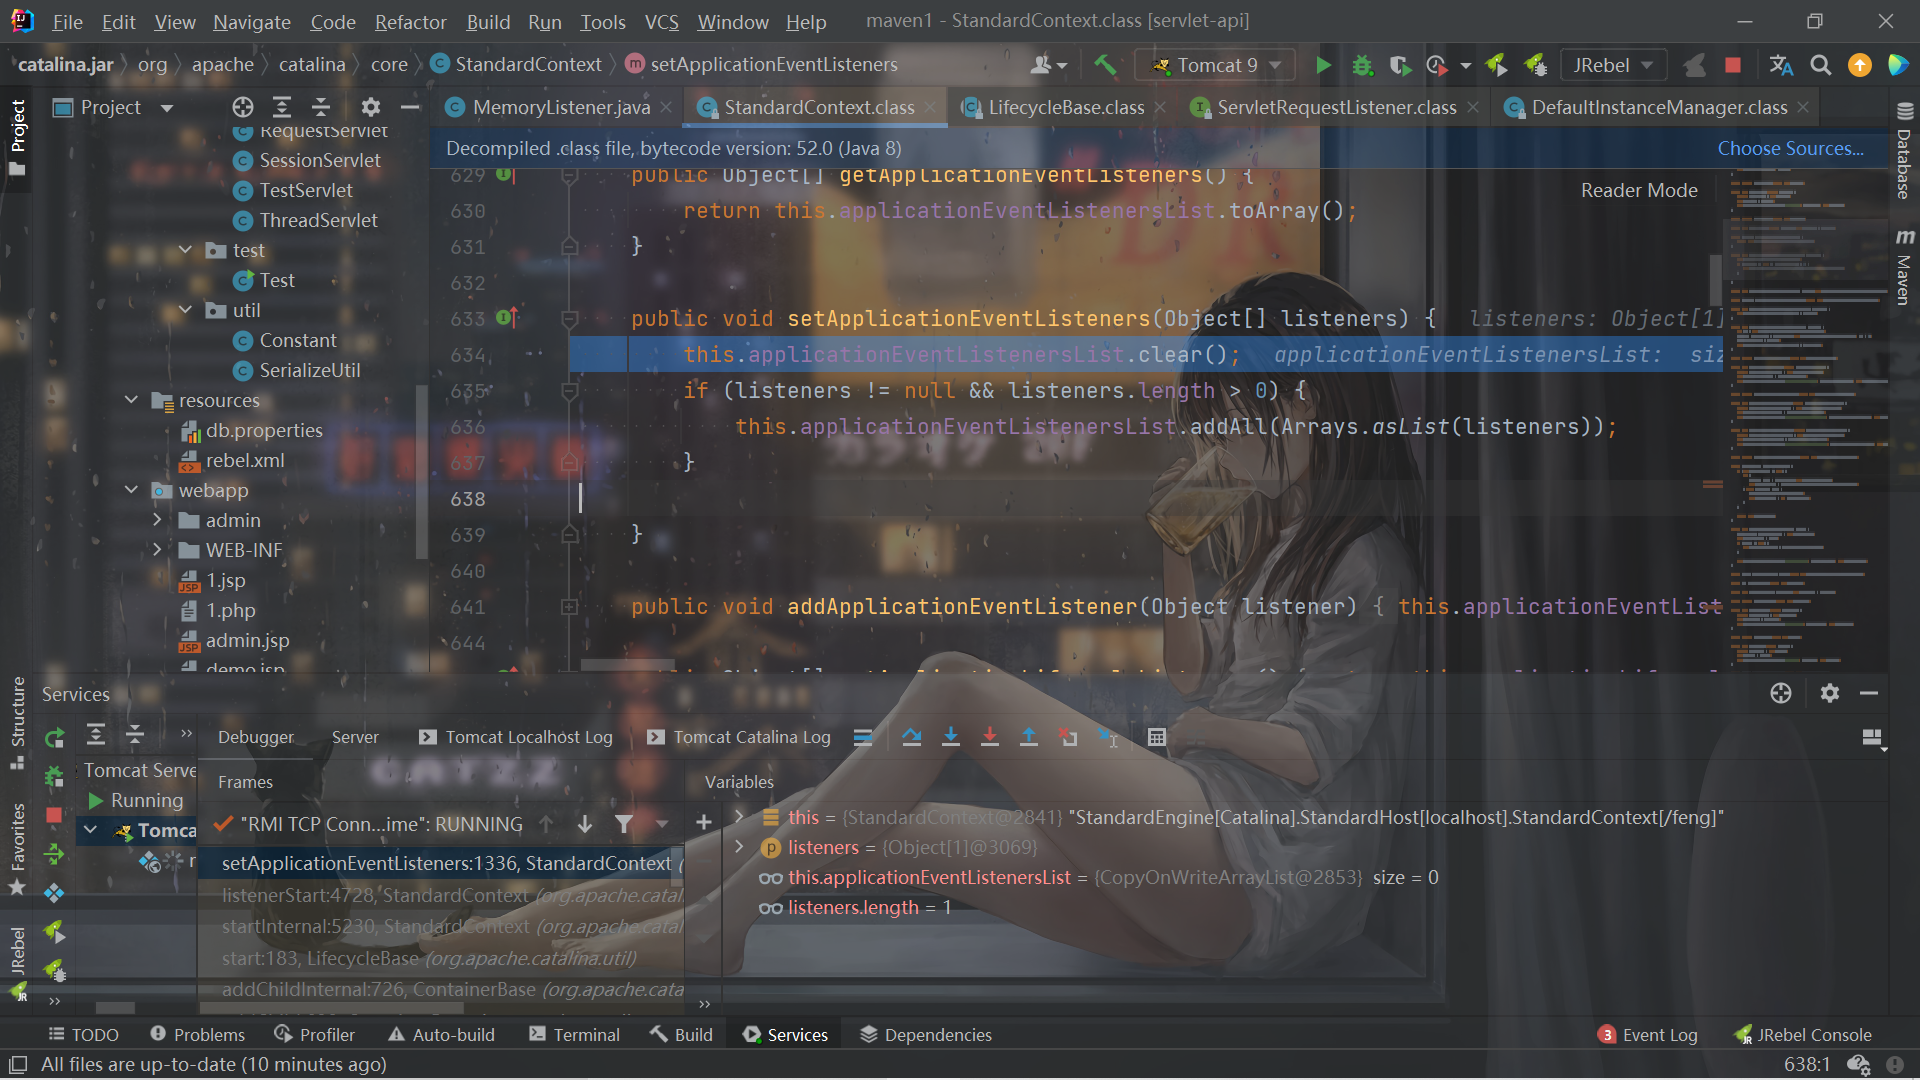 File Edit View Navigate Code Refactor Build Run Tools VCS Window Help maven1 - StandardContext.class [servlet-api]
catalina.jar org apache catalina core StandardContext setApplicationEventListeners Tomcat 9 JRebel
Project MemoryListener.java StandardContext.class LifecycleBase.class ServletRequestListener.class DefaultInstanceManager.class
Project
Database
Maven
Structure
Favorites
JRebel
RequestServlet
SessionServlet
TestServlet
ThreadServlet
test
Test
util
Constant
SerializeUtil
resources
db.properties
rebel.xml
webapp
admin
WEB-INF
1.jsp
1.php
admin.jsp
demo.jsp
Decompiled .class file, bytecode version: 52.0 (Java 8) Choose Sources...
Reader Mode
629 public Object[] getApplicationEventListeners() {
630 return this.applicationEventListenersList.toArray();
631 }
632
633 public void setApplicationEventListeners(Object[] listeners) { listeners: Object[1]
634 this.applicationEventListenersList.clear(); applicationEventListenersList: siz
635 if (listeners != null && listeners.length > 0) {
636 this.applicationEventListenersList.addAll(Arrays.asList(listeners));
637 }
638
639 }
640
641 public void addApplicationEventListener(Object listener) { this.applicationEventList
644
Services
Debugger Server Tomcat Localhost Log Tomcat Catalina Log
Tomcat Serve
Running
Tomca
Frames
"RMI TCP Conn...ime": RUNNING
setApplicationEventListeners:1336, StandardContext (
listenerStart:4728, StandardContext (org.apache.catal
startInternal:5230, StandardContext (org.apache.catal
start:183, LifecycleBase (org.apache.catalina.util)
addChildInternal:726, ContainerBase (org.apache.cata
Variables
this = {StandardContext@2841} "StandardEngine[Catalina].StandardHost[localhost].StandardContext[/feng]"
listeners = {Object[1]@3069}
this.applicationEventListenersList = {CopyOnWriteArrayList@2853} size = 0
listeners.length = 1
TODO Problems Profiler Auto-build Terminal Build Services Dependencies 3 Event Log JRebel Console
All files are up-to-date (10 minutes ago) 638:1